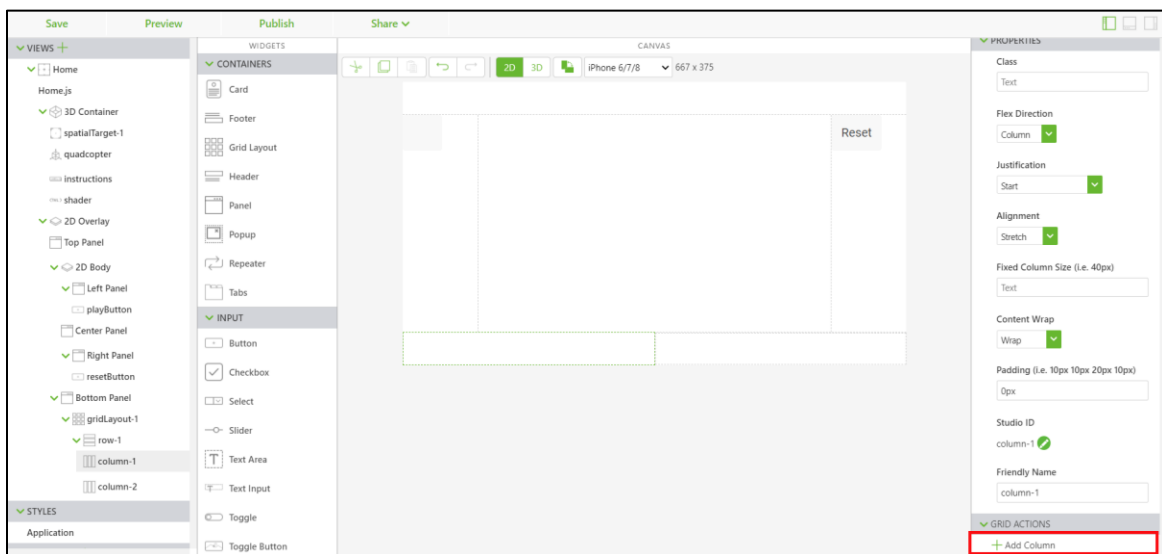 Save
Preview
Publish
Share
VIEWS
Home
Home.js
3D Container
spatialTarget-1
quadcopter
instructions
shader
2D Overlay
Top Panel
2D Body
Left Panel
playButton
Center Panel
Right Panel
resetButton
Bottom Panel
gridLayout-1
row-1
column-1
column-2
STYLES
Application
WIDGETS
CONTAINERS
Card
Footer
Grid Layout
Header
Panel
Popup
Repeater
Tabs
INPUT
Button
Checkbox
Select
Slider
Text Area
Text Input
Toggle
Toggle Button
CANVAS
2D
3D
iPhone 6/7/8
667 x 375
Reset
PROPERTIES
Class
Text
Flex Direction
Column
Justification
Start
Alignment
Stretch
Fixed Column Size (i.e. 40px)
Text
Content Wrap
Wrap
Padding (i.e. 10px 10px 20px 10px)
0px
Studio ID
column-1
Friendly Name
column-1
GRID ACTIONS
Add Column